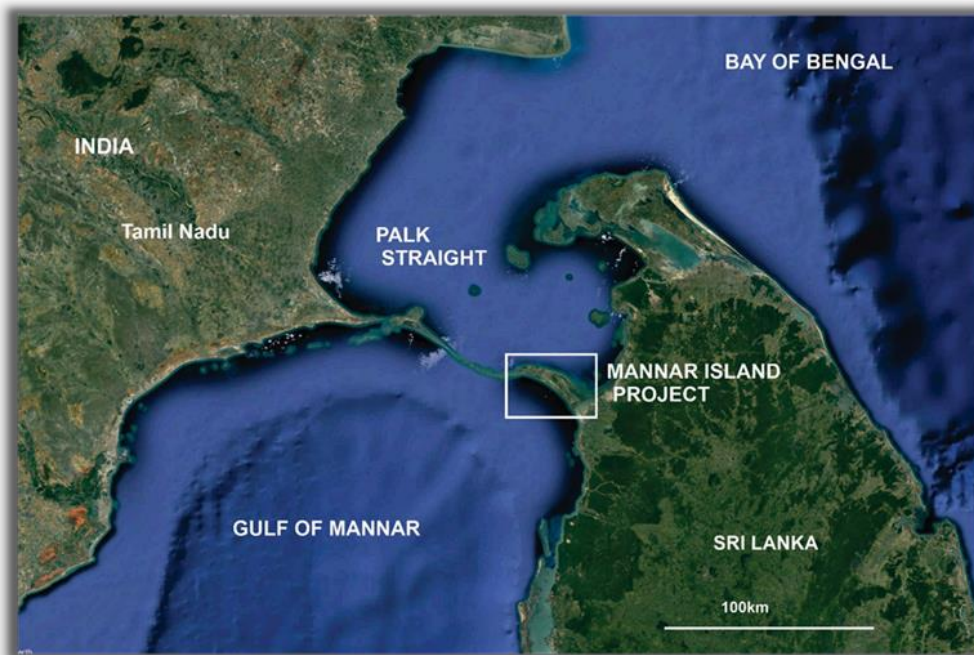 BAY OF BENGAL
INDIA
Tamil Nadu
PALK
STRAIGHT
MANNAR ISLAND
PROJECT
GULF OF MANNAR
SRI LANKA
100km